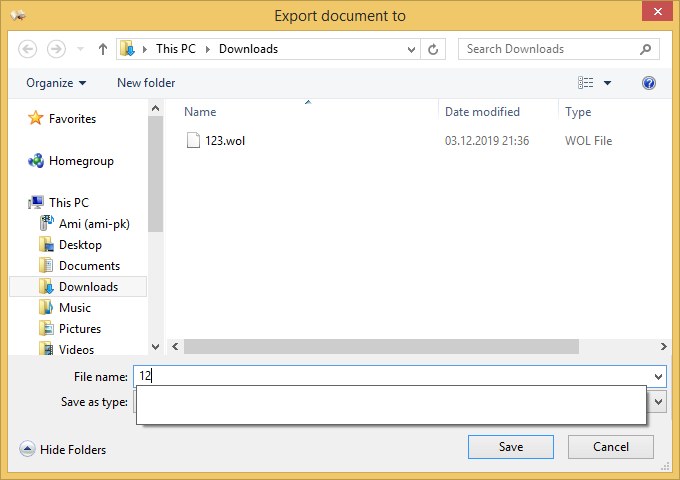 Export document to
This PC Downloads
Search Downloads
Organize New folder
Name Date modified Type
123.wol 03.12.2019 21:36 WOL File
Favorites
Homegroup
This PC
Ami (ami-pk)
Desktop
Documents
Downloads
Music
Pictures
Videos
File name: 12
Save as type:
Hide Folders Save Cancel